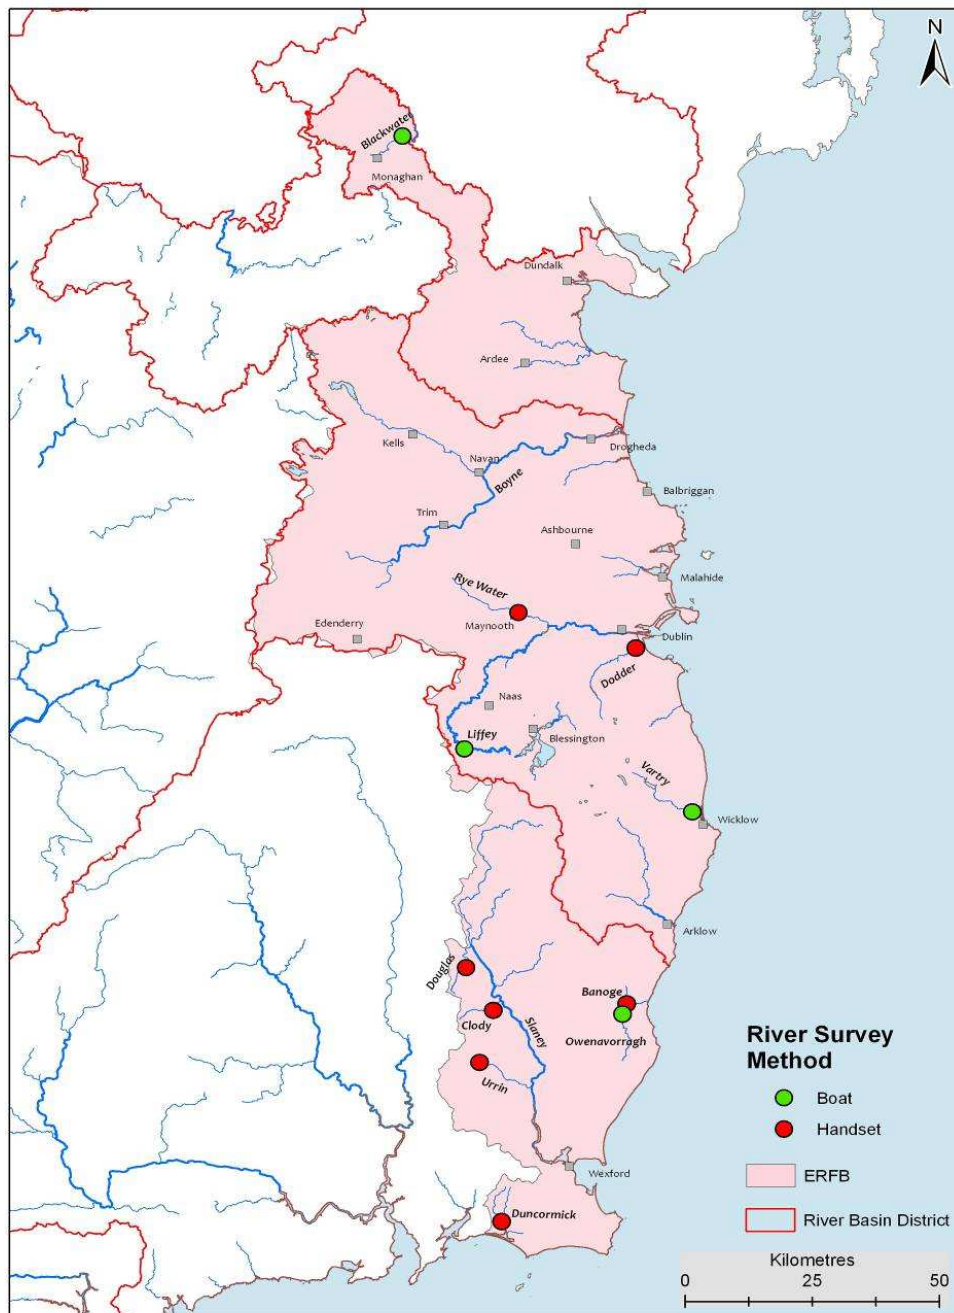 N
Blackwater
Monaghan
Dundalk
Ardee
Kells
Drogheda
Navan
Boyne
Balbriggan
Trim
Ashbourne
Rye Water
Malahide
Maynooth
Edenderry
Dublin
Dodder
Naas
Liffey
Blessington
Vartry
Wicklow
Arklow
Douglas
Banoge
Clody
Slaney
Owenavorragh
Urrin
Wexford
Duncormick
River Survey
Method
Boat
Handset
ERFB
River Basin District
Kilometres
0 25 50